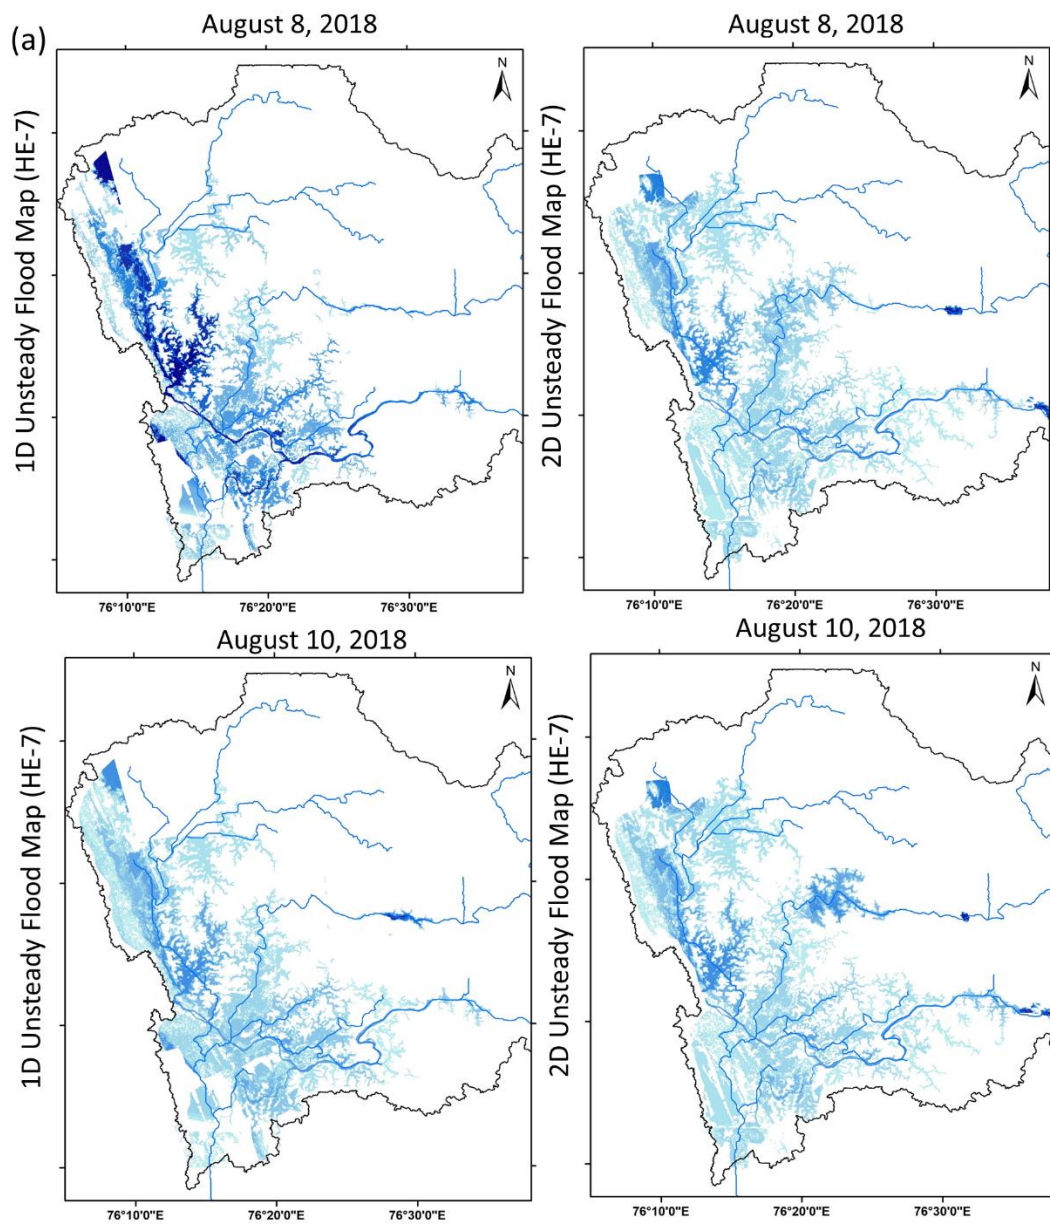 (a)
August 8, 2018
1D Unsteady Flood Map (HE-7)
N
76°10'0"E
76°20'0"E
76°30'0"E
August 8, 2018
2D Unsteady Flood Map (HE-7)
N
76°10'0"E
76°20'0"E
76°30'0"E
August 10, 2018
1D Unsteady Flood Map (HE-7)
N
76°10'0"E
76°20'0"E
76°30'0"E
August 10, 2018
2D Unsteady Flood Map (HE-7)
N
76°10'0"E
76°20'0"E
76°30'0"E